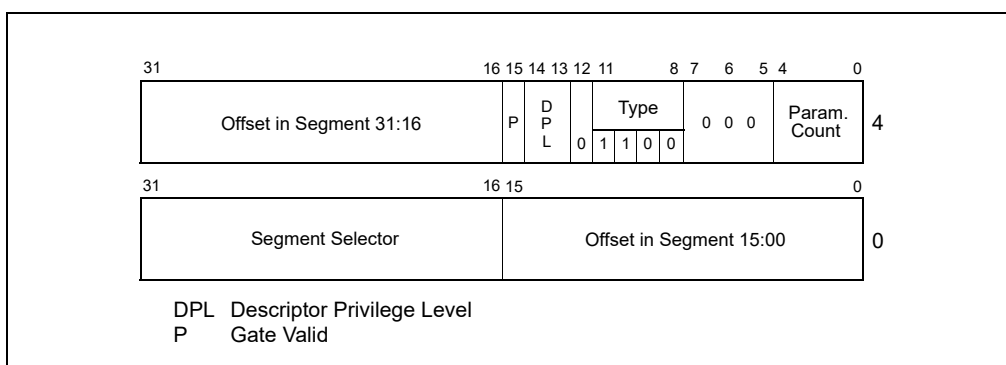 31 16 15 14 13 12 11 8 7 6 5 4 0
Offset in Segment 31:16 P D P L 0 Type 1 1 0 0 0 0 0 Param. Count 4
31 16 15 0
Segment Selector Offset in Segment 15:00 0
DPL Descriptor Privilege Level
P Gate Valid